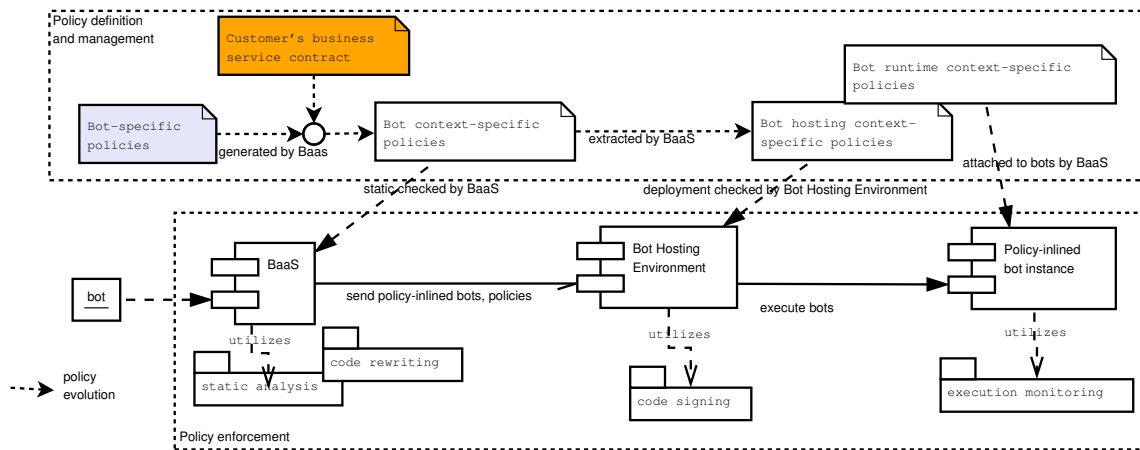 Policy definition
and management
Customer's business
service contract
Bot runtime context-specific
policies
Bot-specific
policies
generated by Baas
Bot context-specific
policies
extracted by BaaS
Bot hosting context-
specific policies
attached to bots by BaaS
static checked by BaaS
deployment checked by Bot Hosting Environment
BaaS
Bot Hosting
Environment
Policy-inlined
bot instance
bot
send policy-inlined bots, policies
execute bots
utilizes
utilizes
utilizes
code rewriting
static analysis
code signing
execution monitoring
policy
evolution
Policy enforcement